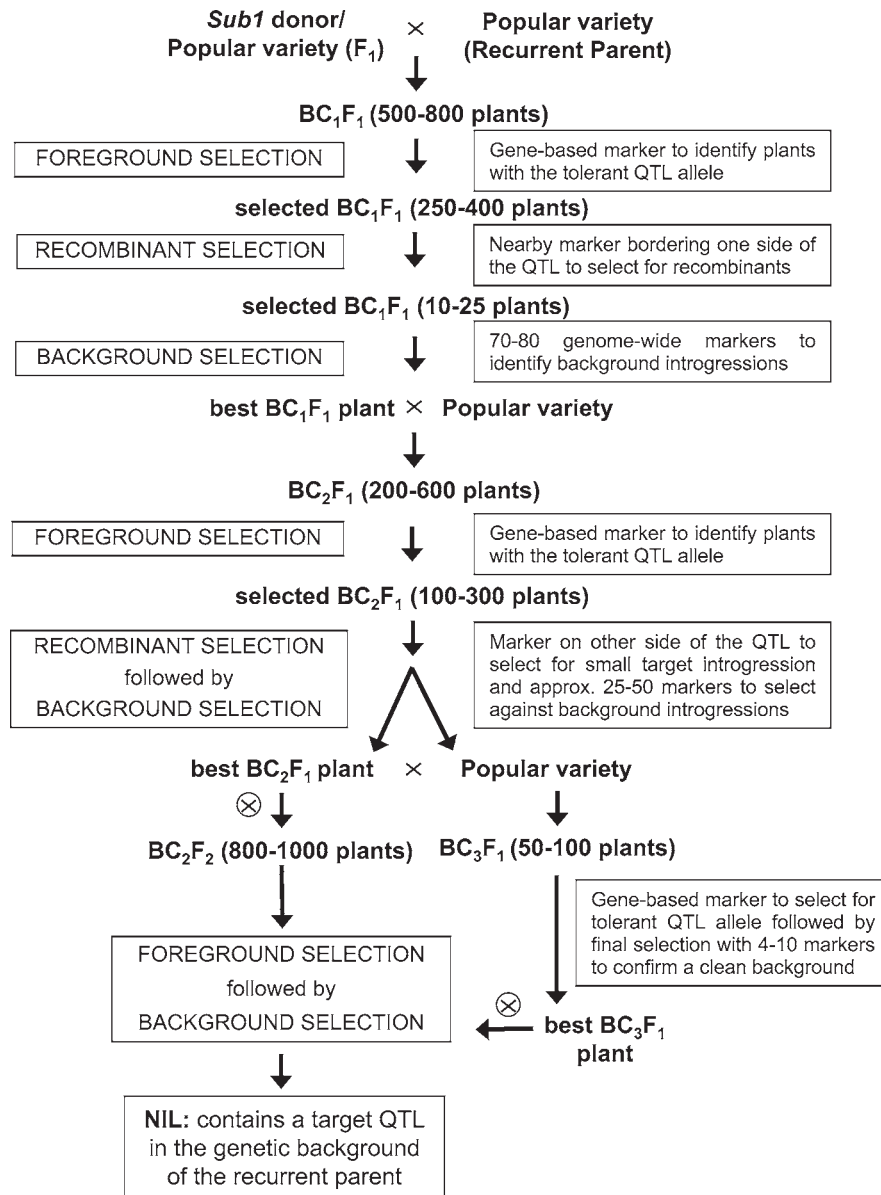 Sub1 donor/
Popular variety (F1)
×
Popular variety
(Recurrent Parent)
BC1F1 (500-800 plants)
FOREGROUND SELECTION
Gene-based marker to identify plants
with the tolerant QTL allele
selected BC1F1 (250-400 plants)
RECOMBINANT SELECTION
Nearby marker bordering one side of
the QTL to select for recombinants
selected BC1F1 (10-25 plants)
BACKGROUND SELECTION
70-80 genome-wide markers to
identify background introgressions
best BC1F1 plant × Popular variety
BC2F1 (200-600 plants)
FOREGROUND SELECTION
Gene-based marker to identify plants
with the tolerant QTL allele
selected BC2F1 (100-300 plants)
RECOMBINANT SELECTION
followed by
BACKGROUND SELECTION
Marker on other side of the QTL to
select for small target introgression
and approx. 25-50 markers to select
against background introgressions
best BC2F1 plant × Popular variety
⊗
BC2F2 (800-1000 plants)
BC3F1 (50-100 plants)
Gene-based marker to select for
tolerant QTL allele followed by
final selection with 4-10 markers
to confirm a clean background
FOREGROUND SELECTION
followed by
BACKGROUND SELECTION
⊗
best BC3F1
plant
NIL: contains a target QTL
in the genetic background
of the recurrent parent